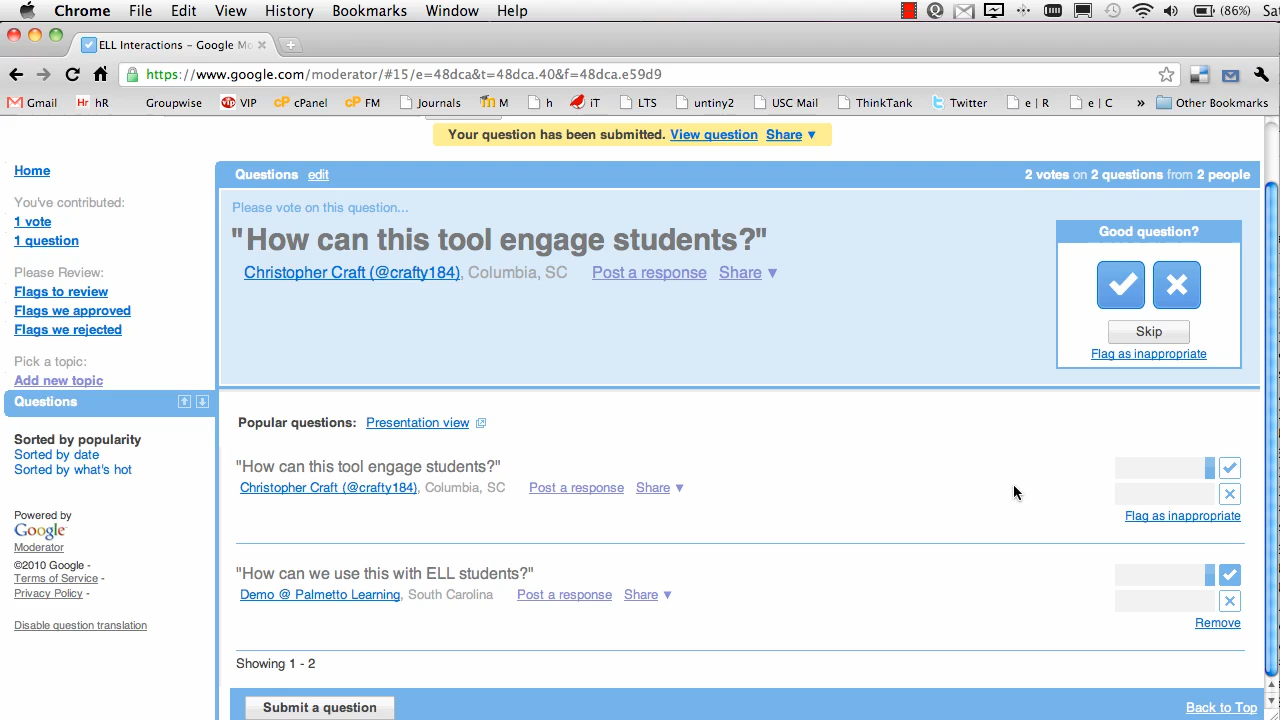 Chrome File Edit View History Bookmarks Window Help (86%) Sat
ELL Interactions – Google Mo
https://www.google.com/moderator/#15/e=48dca&t=48dca.40&f=48dca.e59d9
Gmail Hr hR Groupwise VIP VIP cP cPanel cP FM Journals M h iT LTS untiny2 USC Mail ThinkTank Twitter e | R e | C » Other Bookmarks
Your question has been submitted. View question Share ▼
Home
You've contributed:
1 vote
1 question
Please Review:
Flags to review
Flags we approved
Flags we rejected
Pick a topic:
Add new topic
Questions
Sorted by popularity
Sorted by date
Sorted by what's hot
Powered by
Google
Moderator
©2010 Google -
Terms of Service -
Privacy Policy -
Disable question translation
Questions edit 2 votes on 2 questions from 2 people
Please vote on this question...
"How can this tool engage students?"
Christopher Craft (@crafty184), Columbia, SC Post a response Share ▼
Good question?
Skip
Flag as inappropriate
Popular questions: Presentation view
"How can this tool engage students?"
Christopher Craft (@crafty184), Columbia, SC Post a response Share ▼
Flag as inappropriate
"How can we use this with ELL students?"
Demo @ Palmetto Learning, South Carolina Post a response Share ▼
Remove
Showing 1 - 2
Submit a question Back to Top